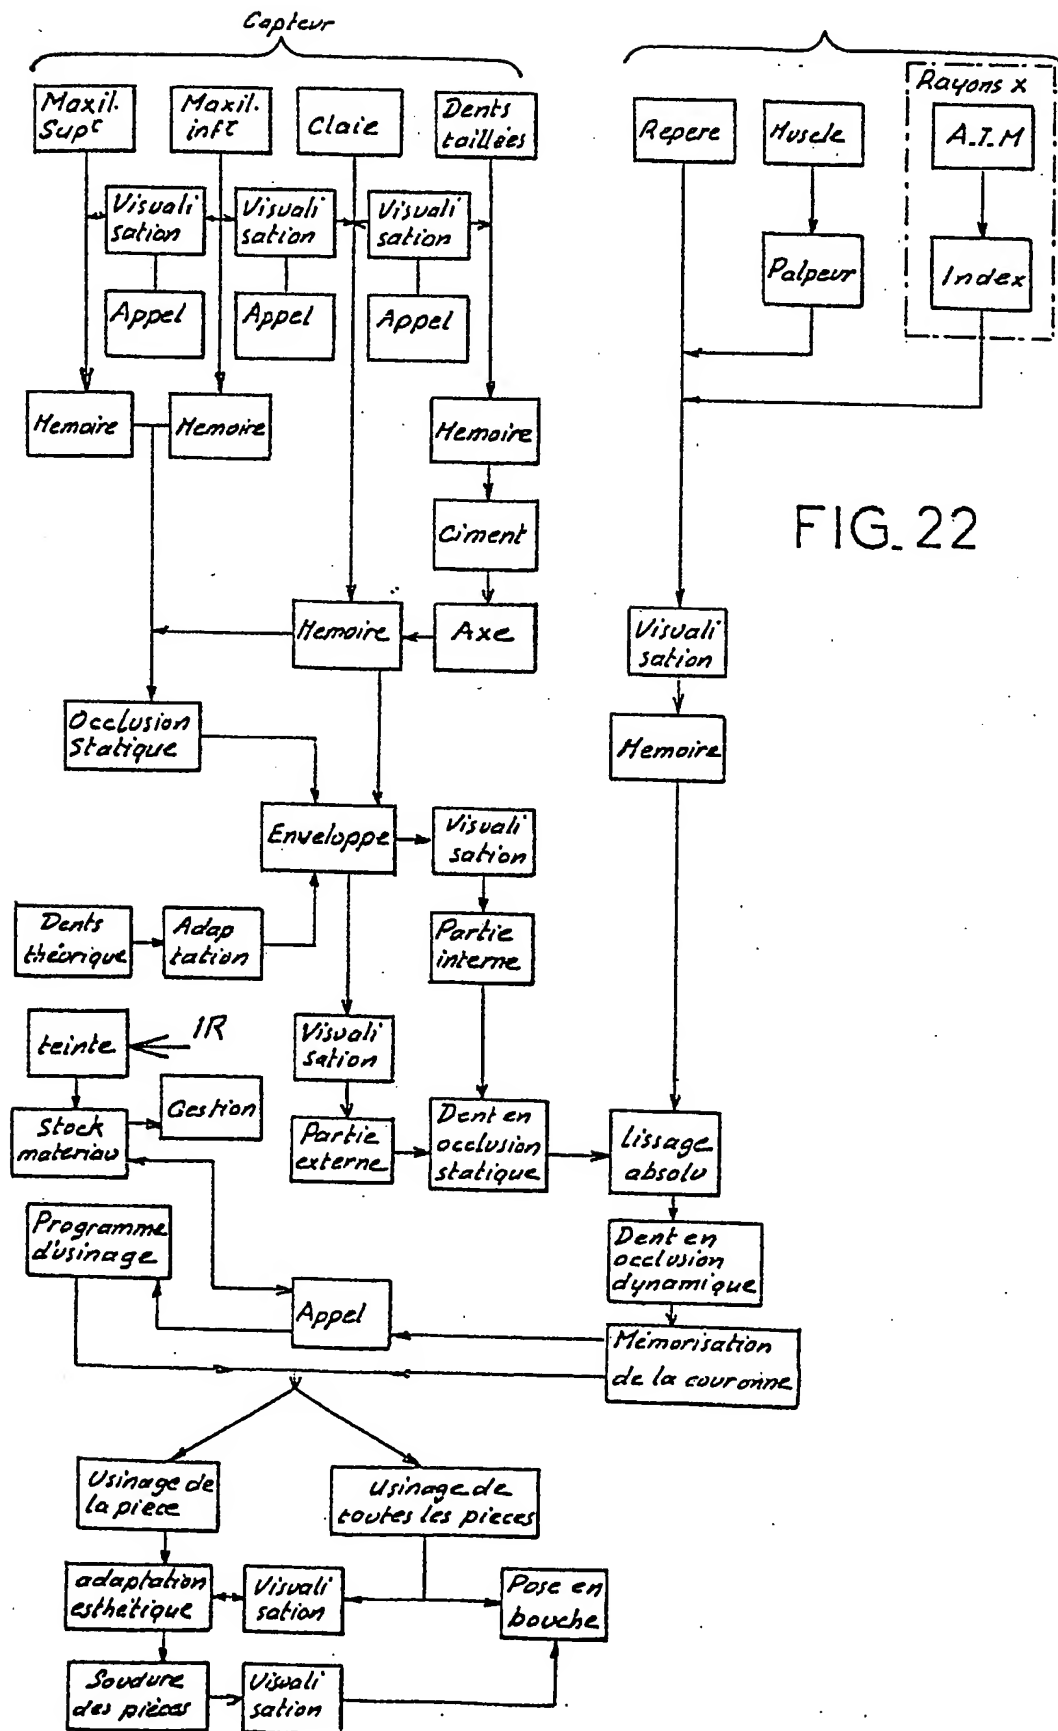 Capteur
Maxil.
Supr
Maxil.
infr
Claie
Dents
taillées
Repere
Muscle
Rayons x
A.I.M
Visuali
sation
Visuali
sation
Visuali
sation
Palpeur
Index
Appel
Appel
Appel
Memoire
Memoire
Memoire
Ciment
FIG. 22
Memoire
Axe
Visuali
sation
Occlusion
Statique
Memoire
Enveloppe
Visuali
sation
Dents
théorique
Adap
tation
Partie
interne
teinte
IR
Visuali
sation
Stock
materiau
Gestion
Partie
externe
Dent en
occlusion
statique
lissage
absolu
Programme
d'usinage
Appel
Dent en
occlusion
dynamique
Mémorisation
de la couronne
Usinage de
la piece
usinage de
toutes les pieces
adaptation
esthétique
Visuali
sation
Pose en
bouche
Soudure
des pièces
Visuali
sation